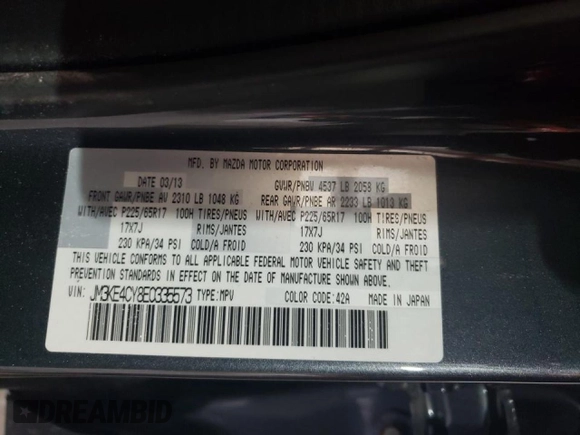 MFD. BY MAZDA MOTOR CORPORATION
DATE 03/13 GVWR/PNBV 4537 LB 2058 KG
FRONT GAWR/PNBE AV 2310 LB 1048 KG REAR GAWR/PNBE AR 2233 LB 1013 KG
WITH/AVEC P225/65R17 100H TIRES/PNEUS WITH/AVEC P225/65R17 100H TIRES/PNEUS
17X7J RIMS/JANTES 17X7J RIMS/JANTES
230 KPA/34 PSI COLD/A FROID 230 KPA/34 PSI COLD/A FROID
THIS VEHICLE CONFORMS TO ALL APPLICABLE FEDERAL MOTOR VEHICLE SAFETY AND THEFT
PREVENTION STANDARDS IN EFFECT ON THE DATE OF MANUFACTURE SHOWN ABOVE.
VIN: JM3KE4CY8E0335573 TYPE:MPV COLOR CODE:42A MADE IN JAPAN
DREAMBID